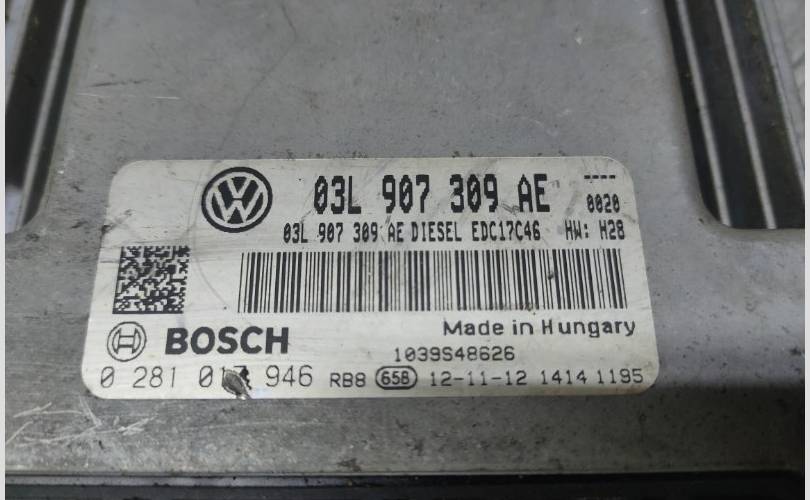 03L 907 309 AE ----
0020
03L 907 309 AE DIESEL EDC17C46 HW: H28
Made in Hungary
BOSCH
1039S48626
0 281 946 RB8 658 12-11-12 1414 1195